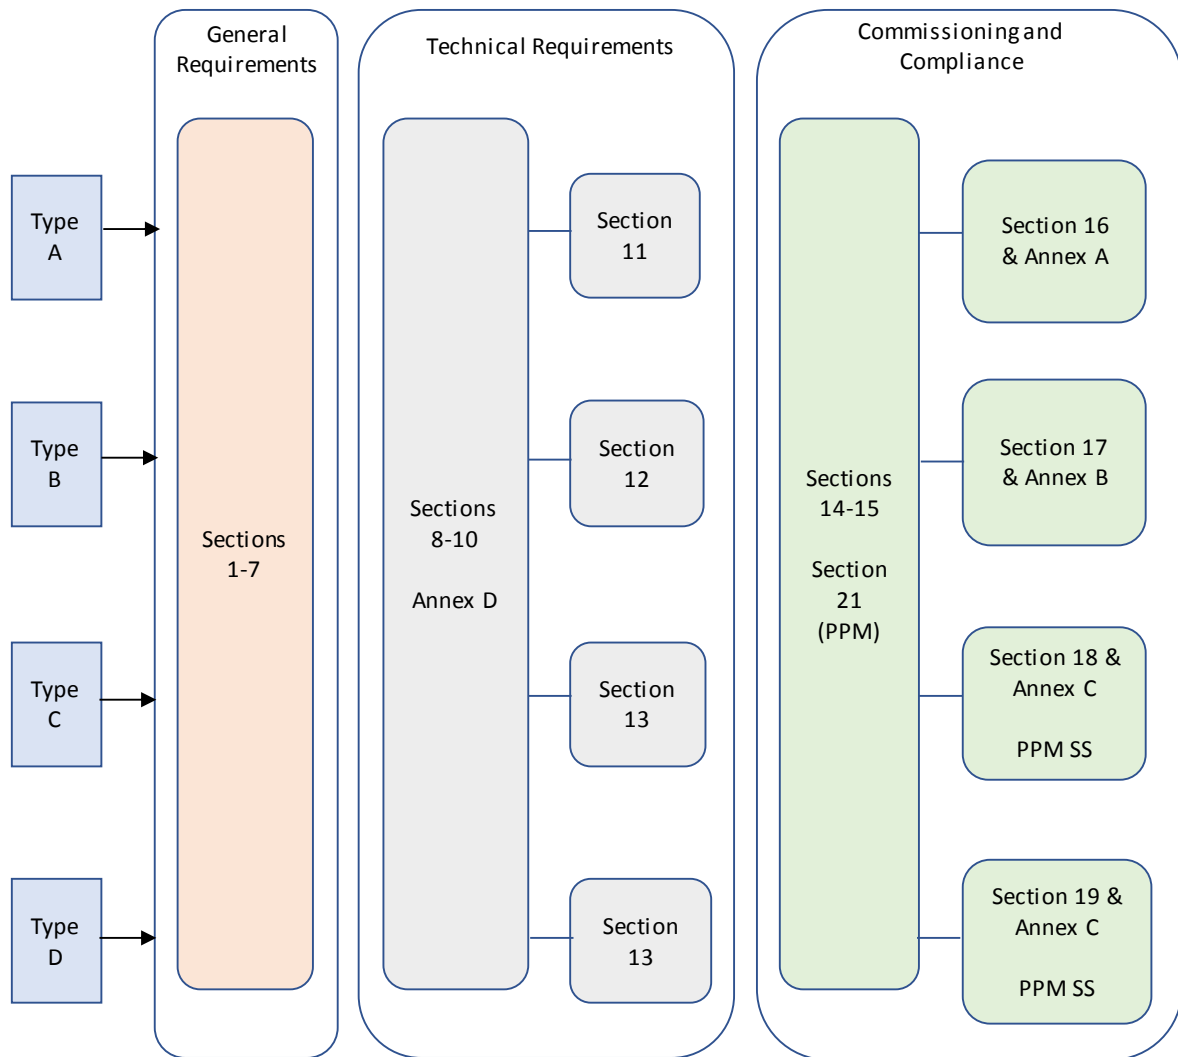 General
Requirements
Technical Requirements
Commissioning and
Compliance
Type
A
Type
B
Type
C
Type
D
Sections
1-7
Sections
8-10
Annex D
Section
11
Section
12
Section
13
Section
13
Sections
14-15
Section
21
(PPM)
Section 16
& Annex A
Section 17
& Annex B
Section 18 &
Annex C
PPM SS
Section 19 &
Annex C
PPM SS